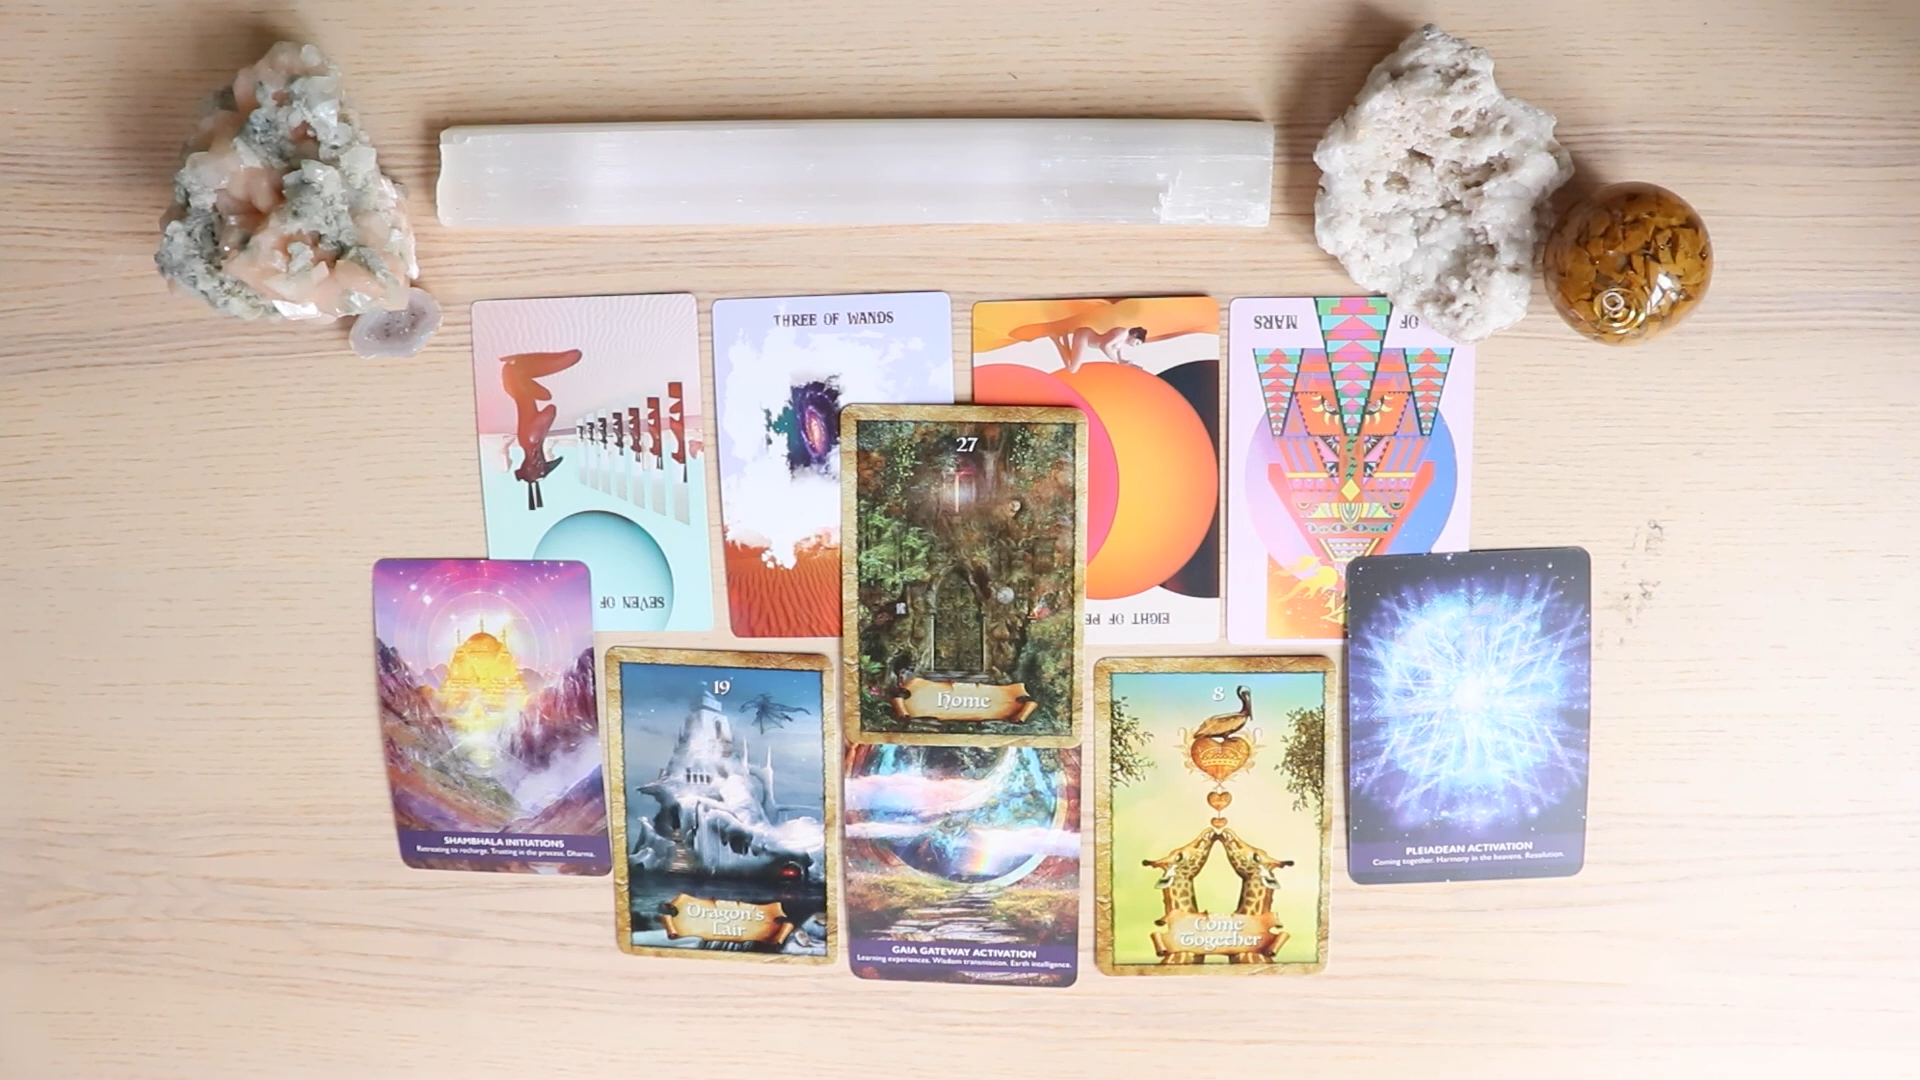 THREE OF WANDS
OF
MARS
27
Home
SEVEN OF
EIGHT OF PE
19
Dragon's
Lair
8
Come
Together
SHAMBHALA INITIATIONS
Retreating to recharge. Trusting in the process. Dharma.
GAIA GATEWAY ACTIVATION
Learning experiences. Wisdom transmission. Earth intelligence.
PLEIADEAN ACTIVATION
Coming together. Harmony in the heavens. Resolution.